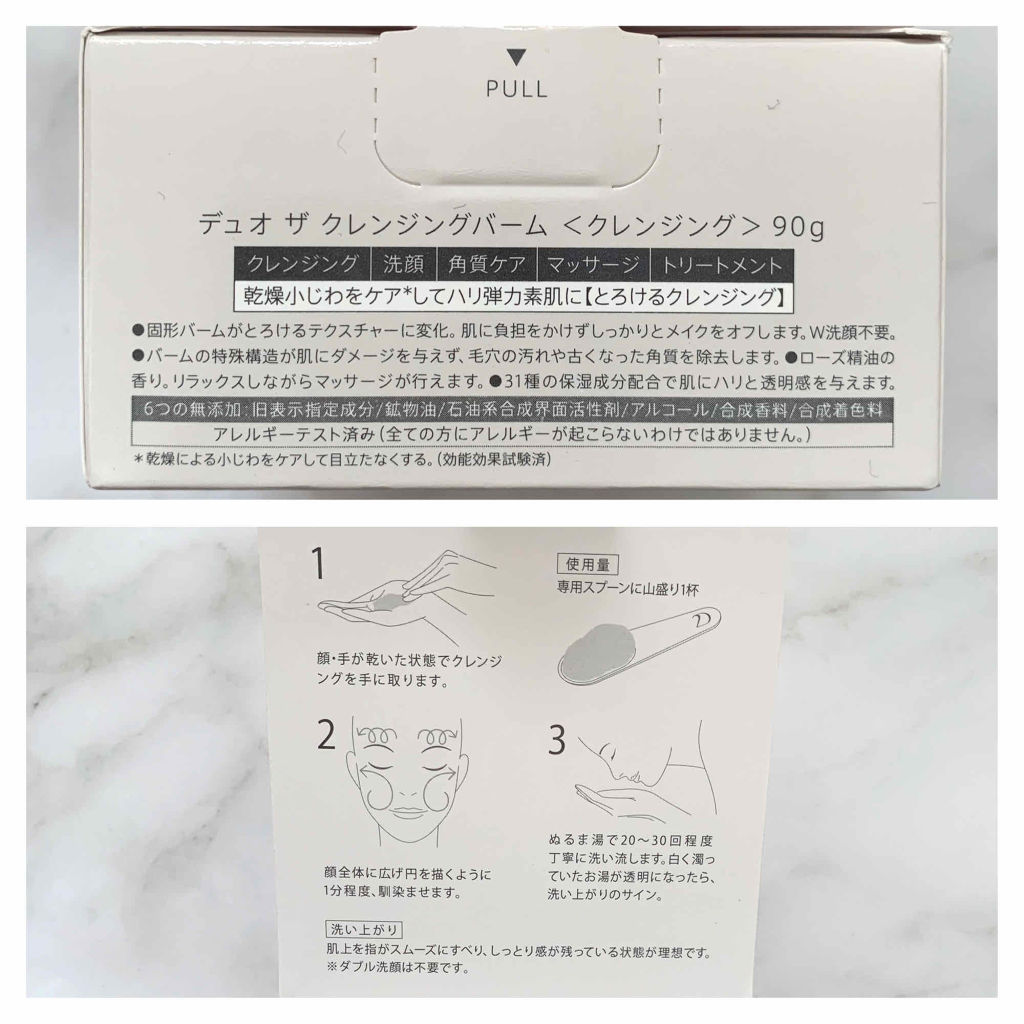 PULL
デュオ ザ クレンジングバーム <クレンジング> 90g
クレンジング 洗顔 角質ケア マッサージ トリートメント
乾燥小じわをケア*してハリ弾力素肌に【とろけるクレンジング】
●固形バームがとろけるテクスチャーに変化。肌に負担をかけずしっかりとメイクをオフします。W洗顔不要。
●バームの特殊構造が肌にダメージを与えず、毛穴の汚れや古くなった角質を除去します。●ローズ精油の
香り。リラックスしながらマッサージが行えます。●31種の保湿成分配合で肌にハリと透明感を与えます。
6つの無添加:旧表示指定成分/鉱物油/石油系合成界面活性剤/アルコール/合成香料/合成着色料
アレルギーテスト済み(全ての方にアレルギーが起こらないわけではありません。)
*乾燥による小じわをケアして目立たなくする。(効能効果試験済)
1
顔・手が乾いた状態でクレンジ
ングを手に取ります。
使用量
専用スプーンに山盛り1杯
2
顔全体に広げ円を描くように
1分程度、馴染ませます。
3
ぬるま湯で20〜30回程度
丁寧に洗い流します。白く濁っ
ていたお湯が透明になったら、
洗い上がりのサイン。
洗い上がり
肌上を指がスムーズにすべり、しっとり感が残っている状態が理想です。
※ダブル洗顔は不要です。